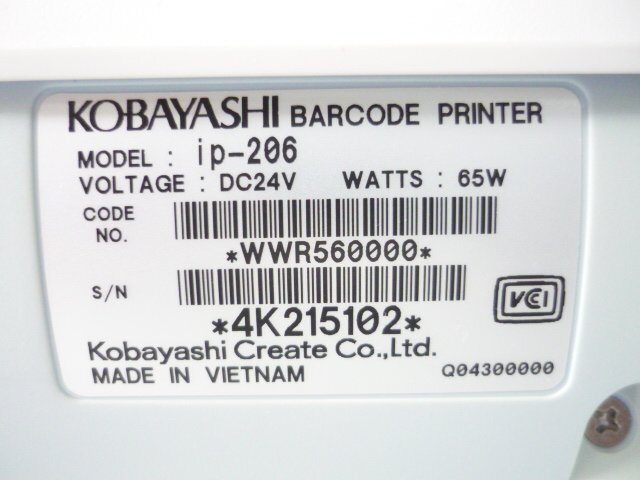 KOBAYASHI BARCODE PRINTER
MODEL : ip-206
VOLTAGE : DC24V WATTS : 65W
CODE NO.
*WWR560000*
S/N
*4K215102*
VCCI
Kobayashi Create Co.,Ltd.
MADE IN VIETNAM Q04300000